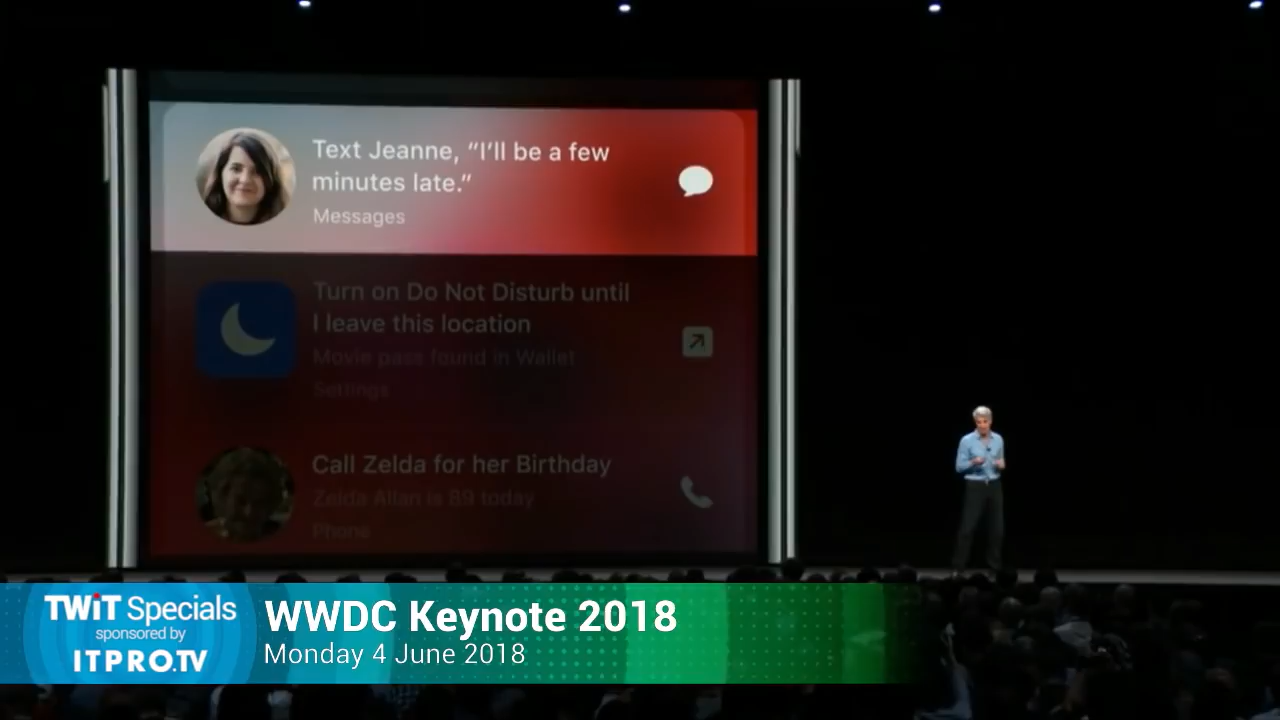 Text Jeanne, “I’ll be a few
minutes late.”
Messages
Turn on Do Not Disturb until
I leave this location
Movie pass found in Wallet
Settings
Call Zelda for her Birthday
Zelda Allan is 89 today
Phone
TWiT Specials
sponsored by
ITPRO.TV
WWDC Keynote 2018
Monday 4 June 2018